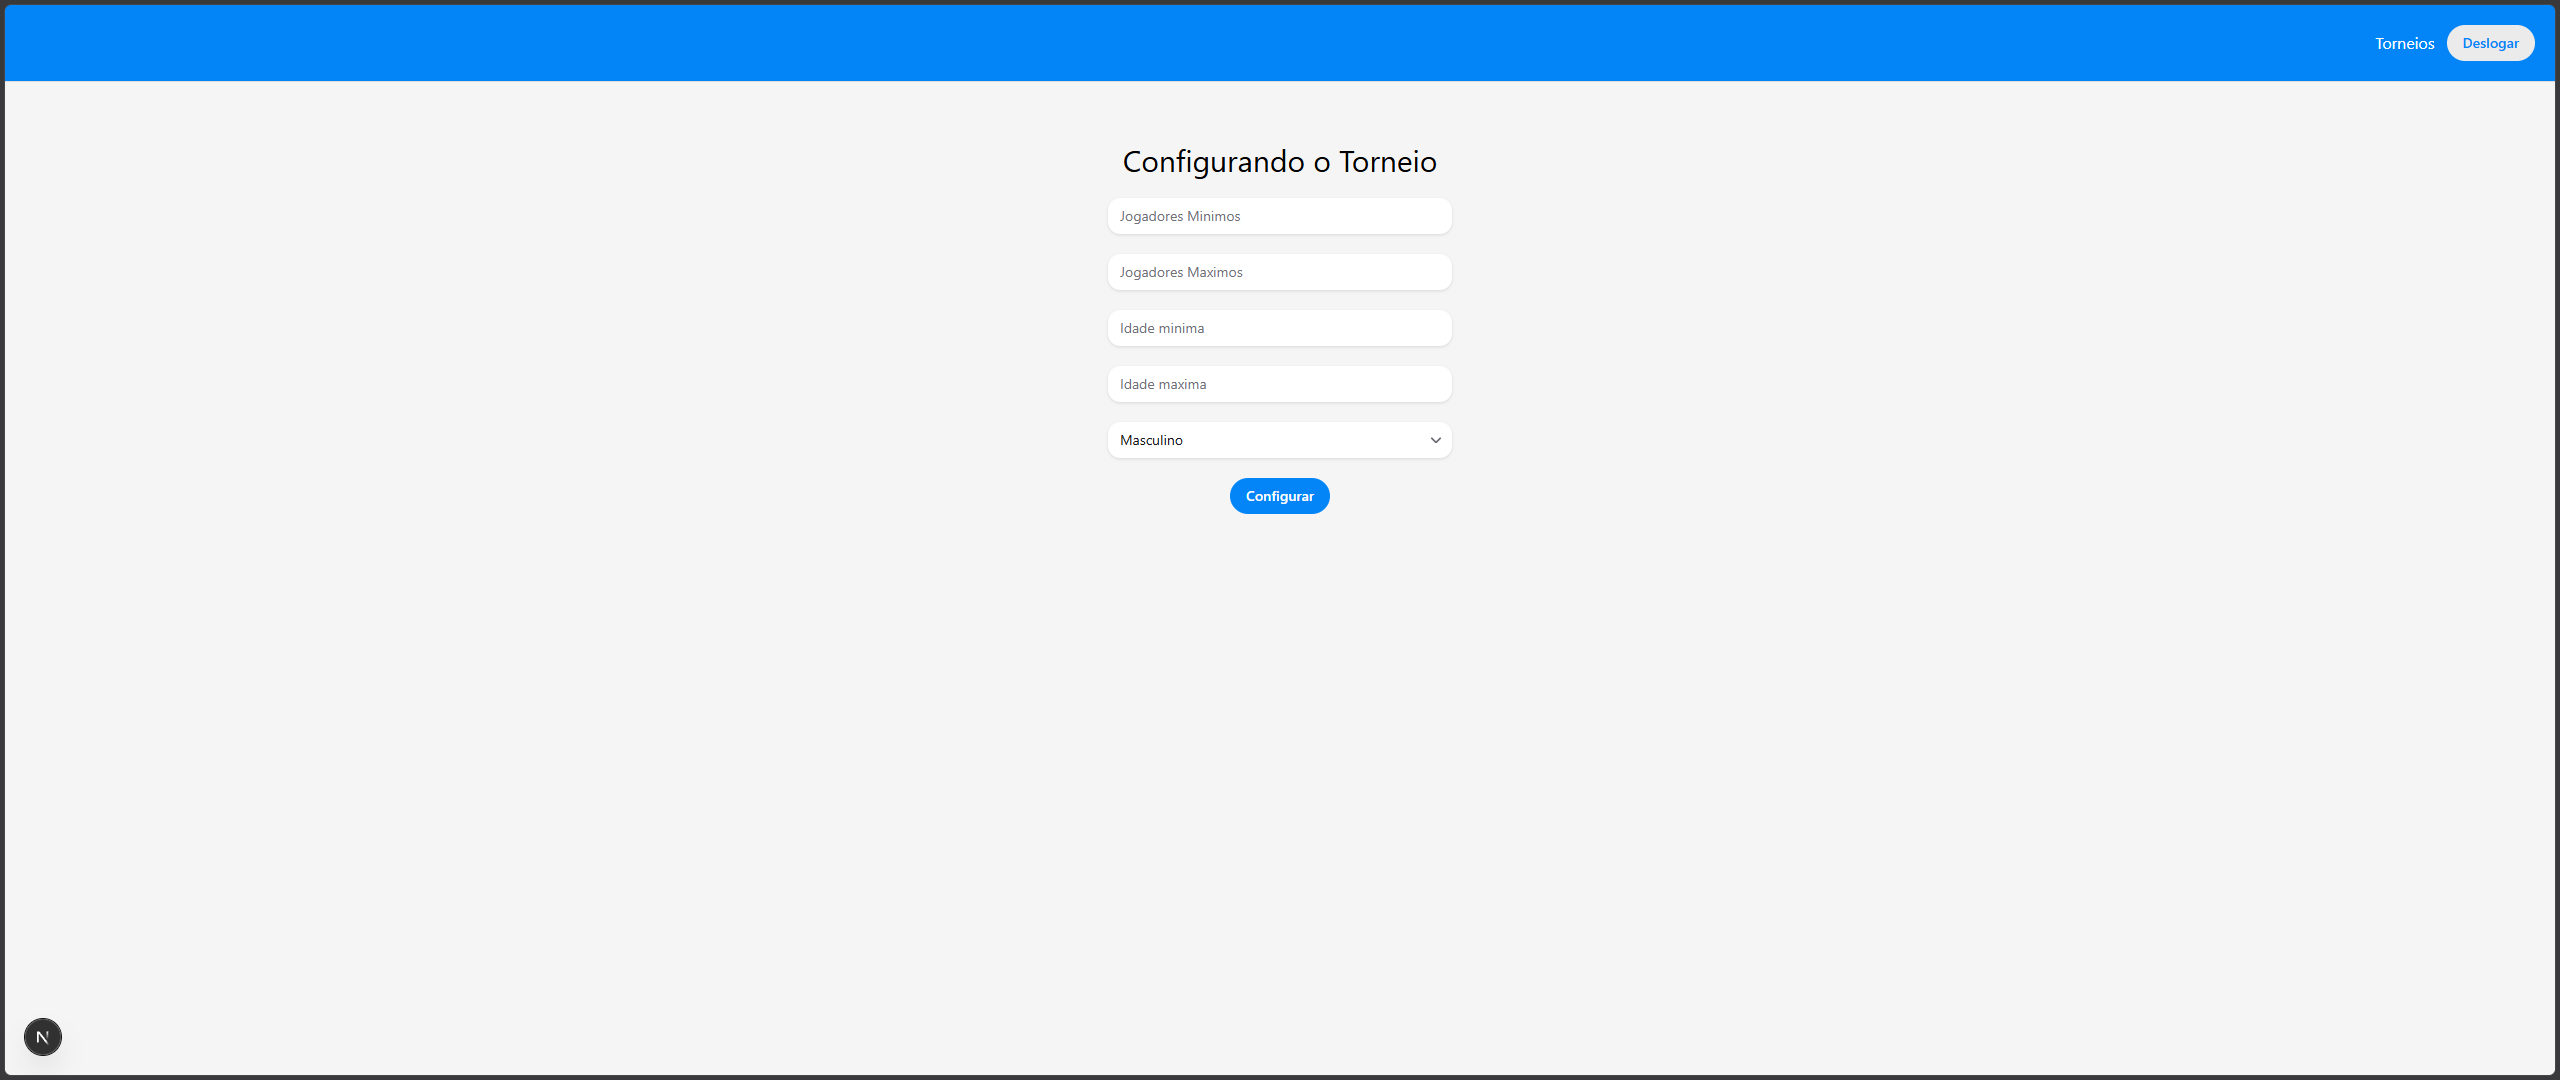 Torneios
Deslogar
Configurando o Torneio
Jogadores Minimos
Jogadores Maximos
Idade minima
Idade maxima
Masculino
Configurar
N